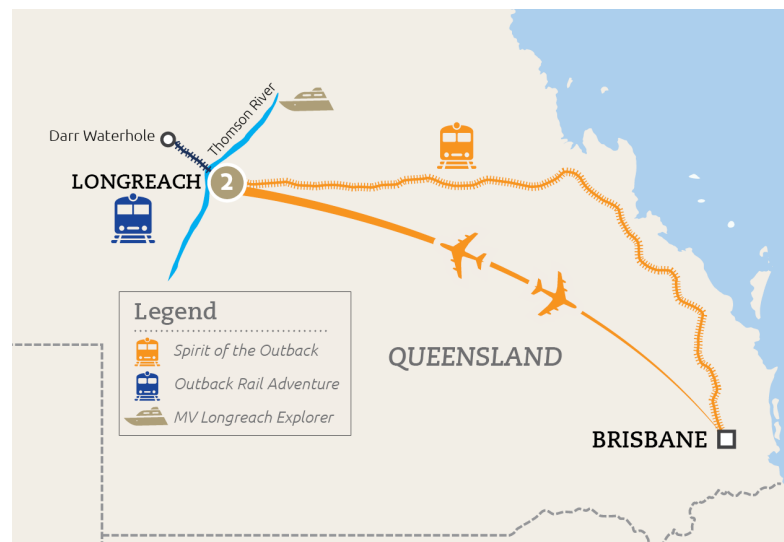 Thomson River
Darr Waterhole
LONGREACH
2
Legend
Spirit of the Outback
Outback Rail Adventure
MV Longreach Explorer
QUEENSLAND
BRISBANE